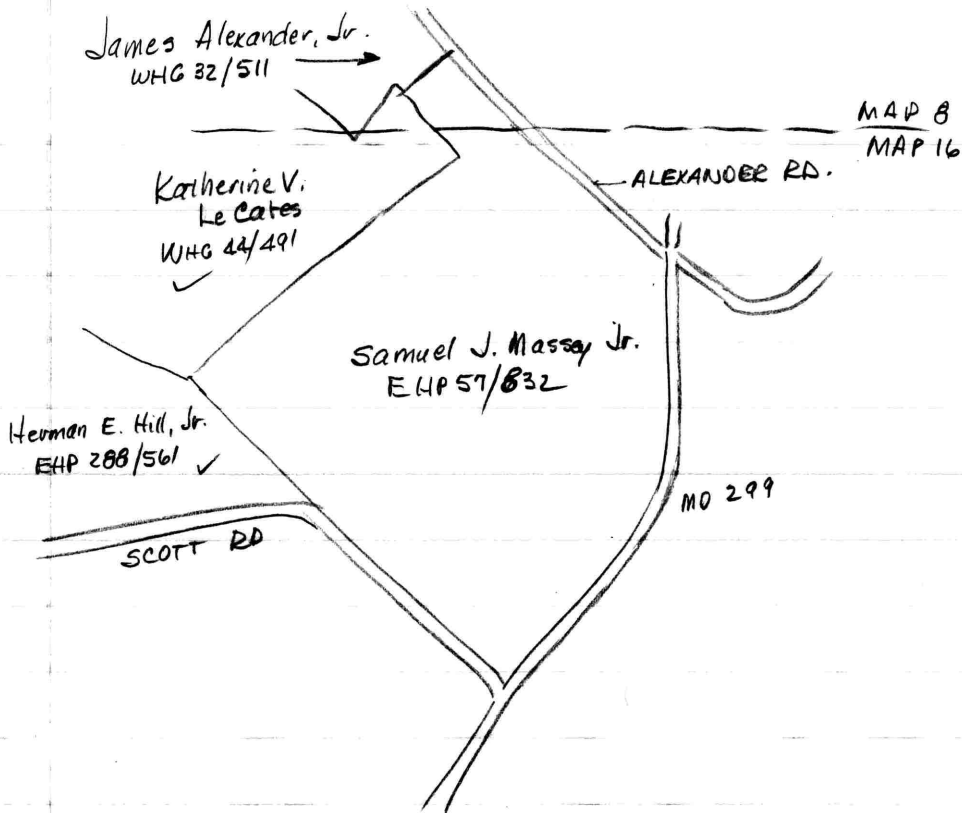 James Alexander, Jr.
WHG 32/511
MAP 8
MAP 16
ALEXANDER RD.
Katherine V.
Le Cates
WHG 44/491
Samuel J. Massey Jr.
EHP 57/832
Herman E. Hill, Jr.
EHP 288/561
MD 299
SCOTT RD